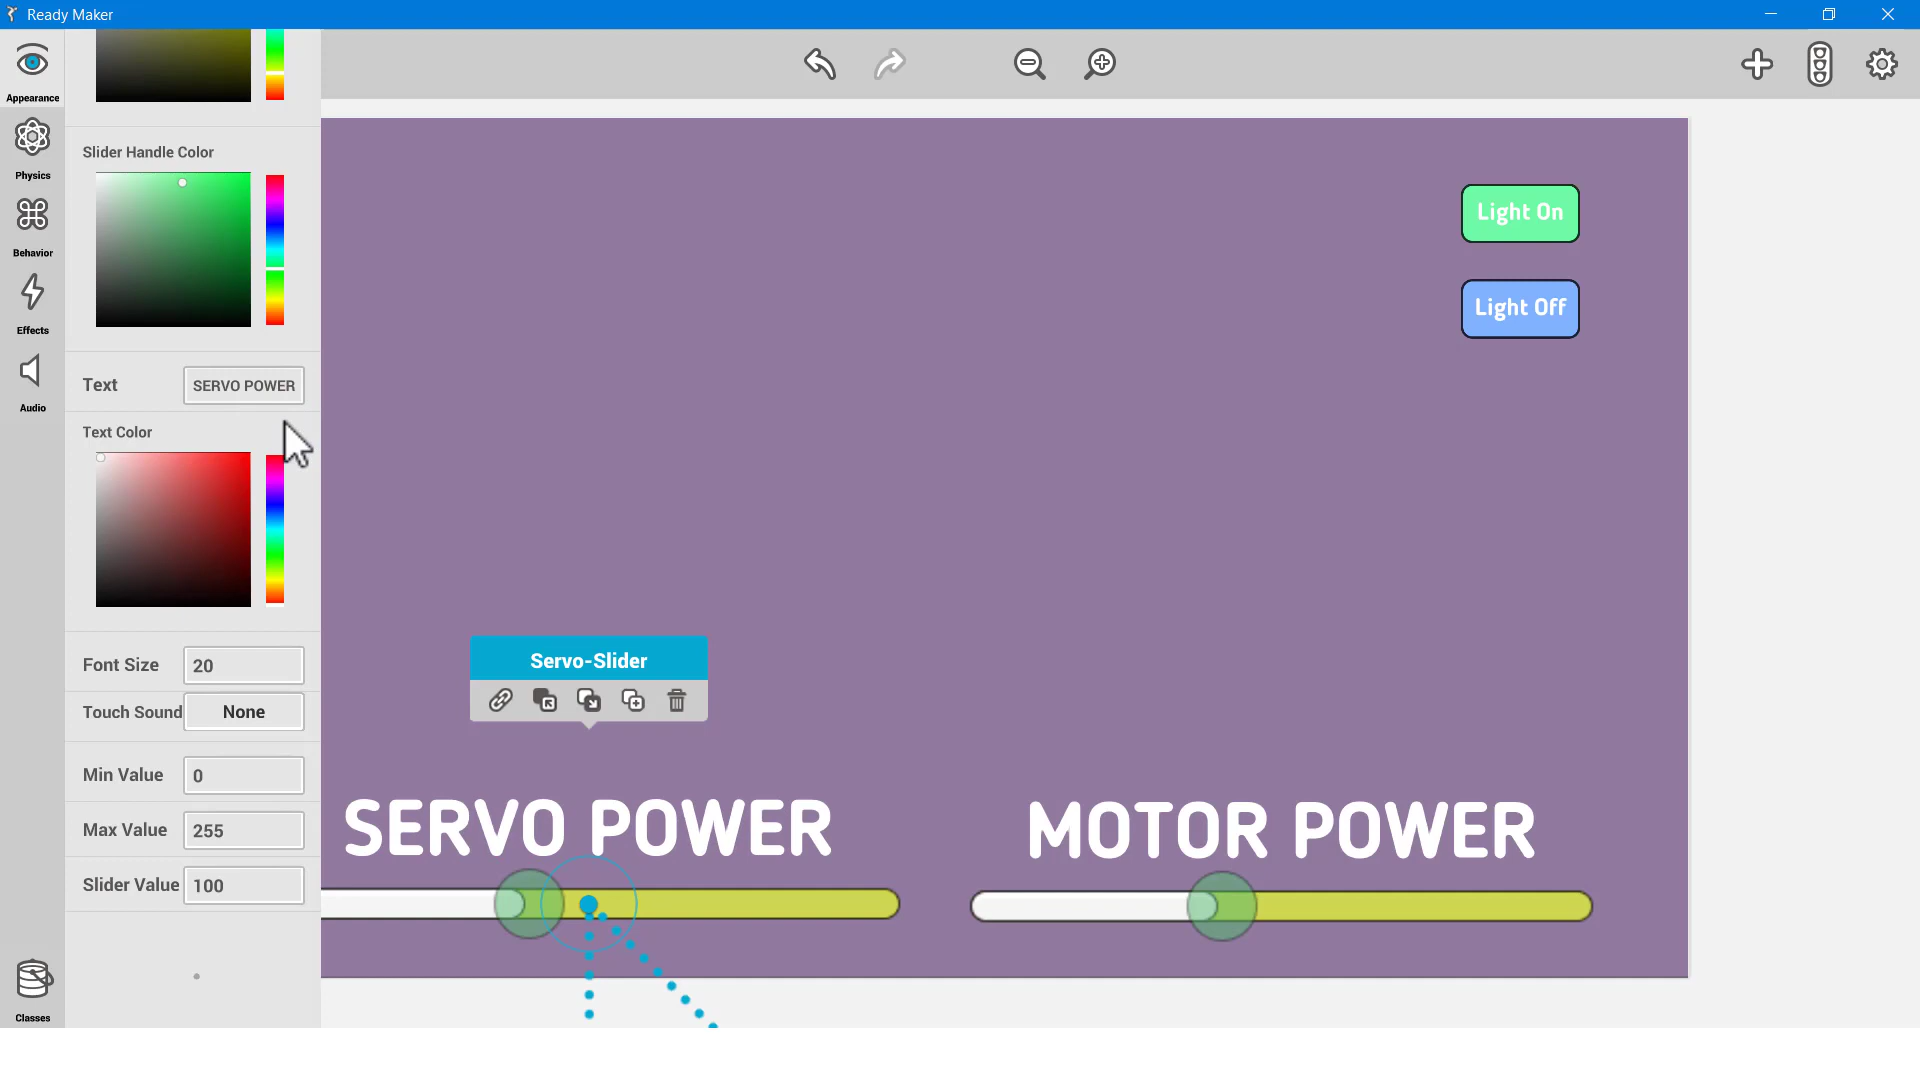 Ready Maker
Appearance
Physics
Behavior
Effects
Audio
Classes
Slider Handle Color
Text SERVO POWER
Text Color
Font Size 20
Touch Sound None
Min Value 0
Max Value 255
Slider Value 100
Light On
Light Off
Servo-Slider
SERVO POWER
MOTOR POWER